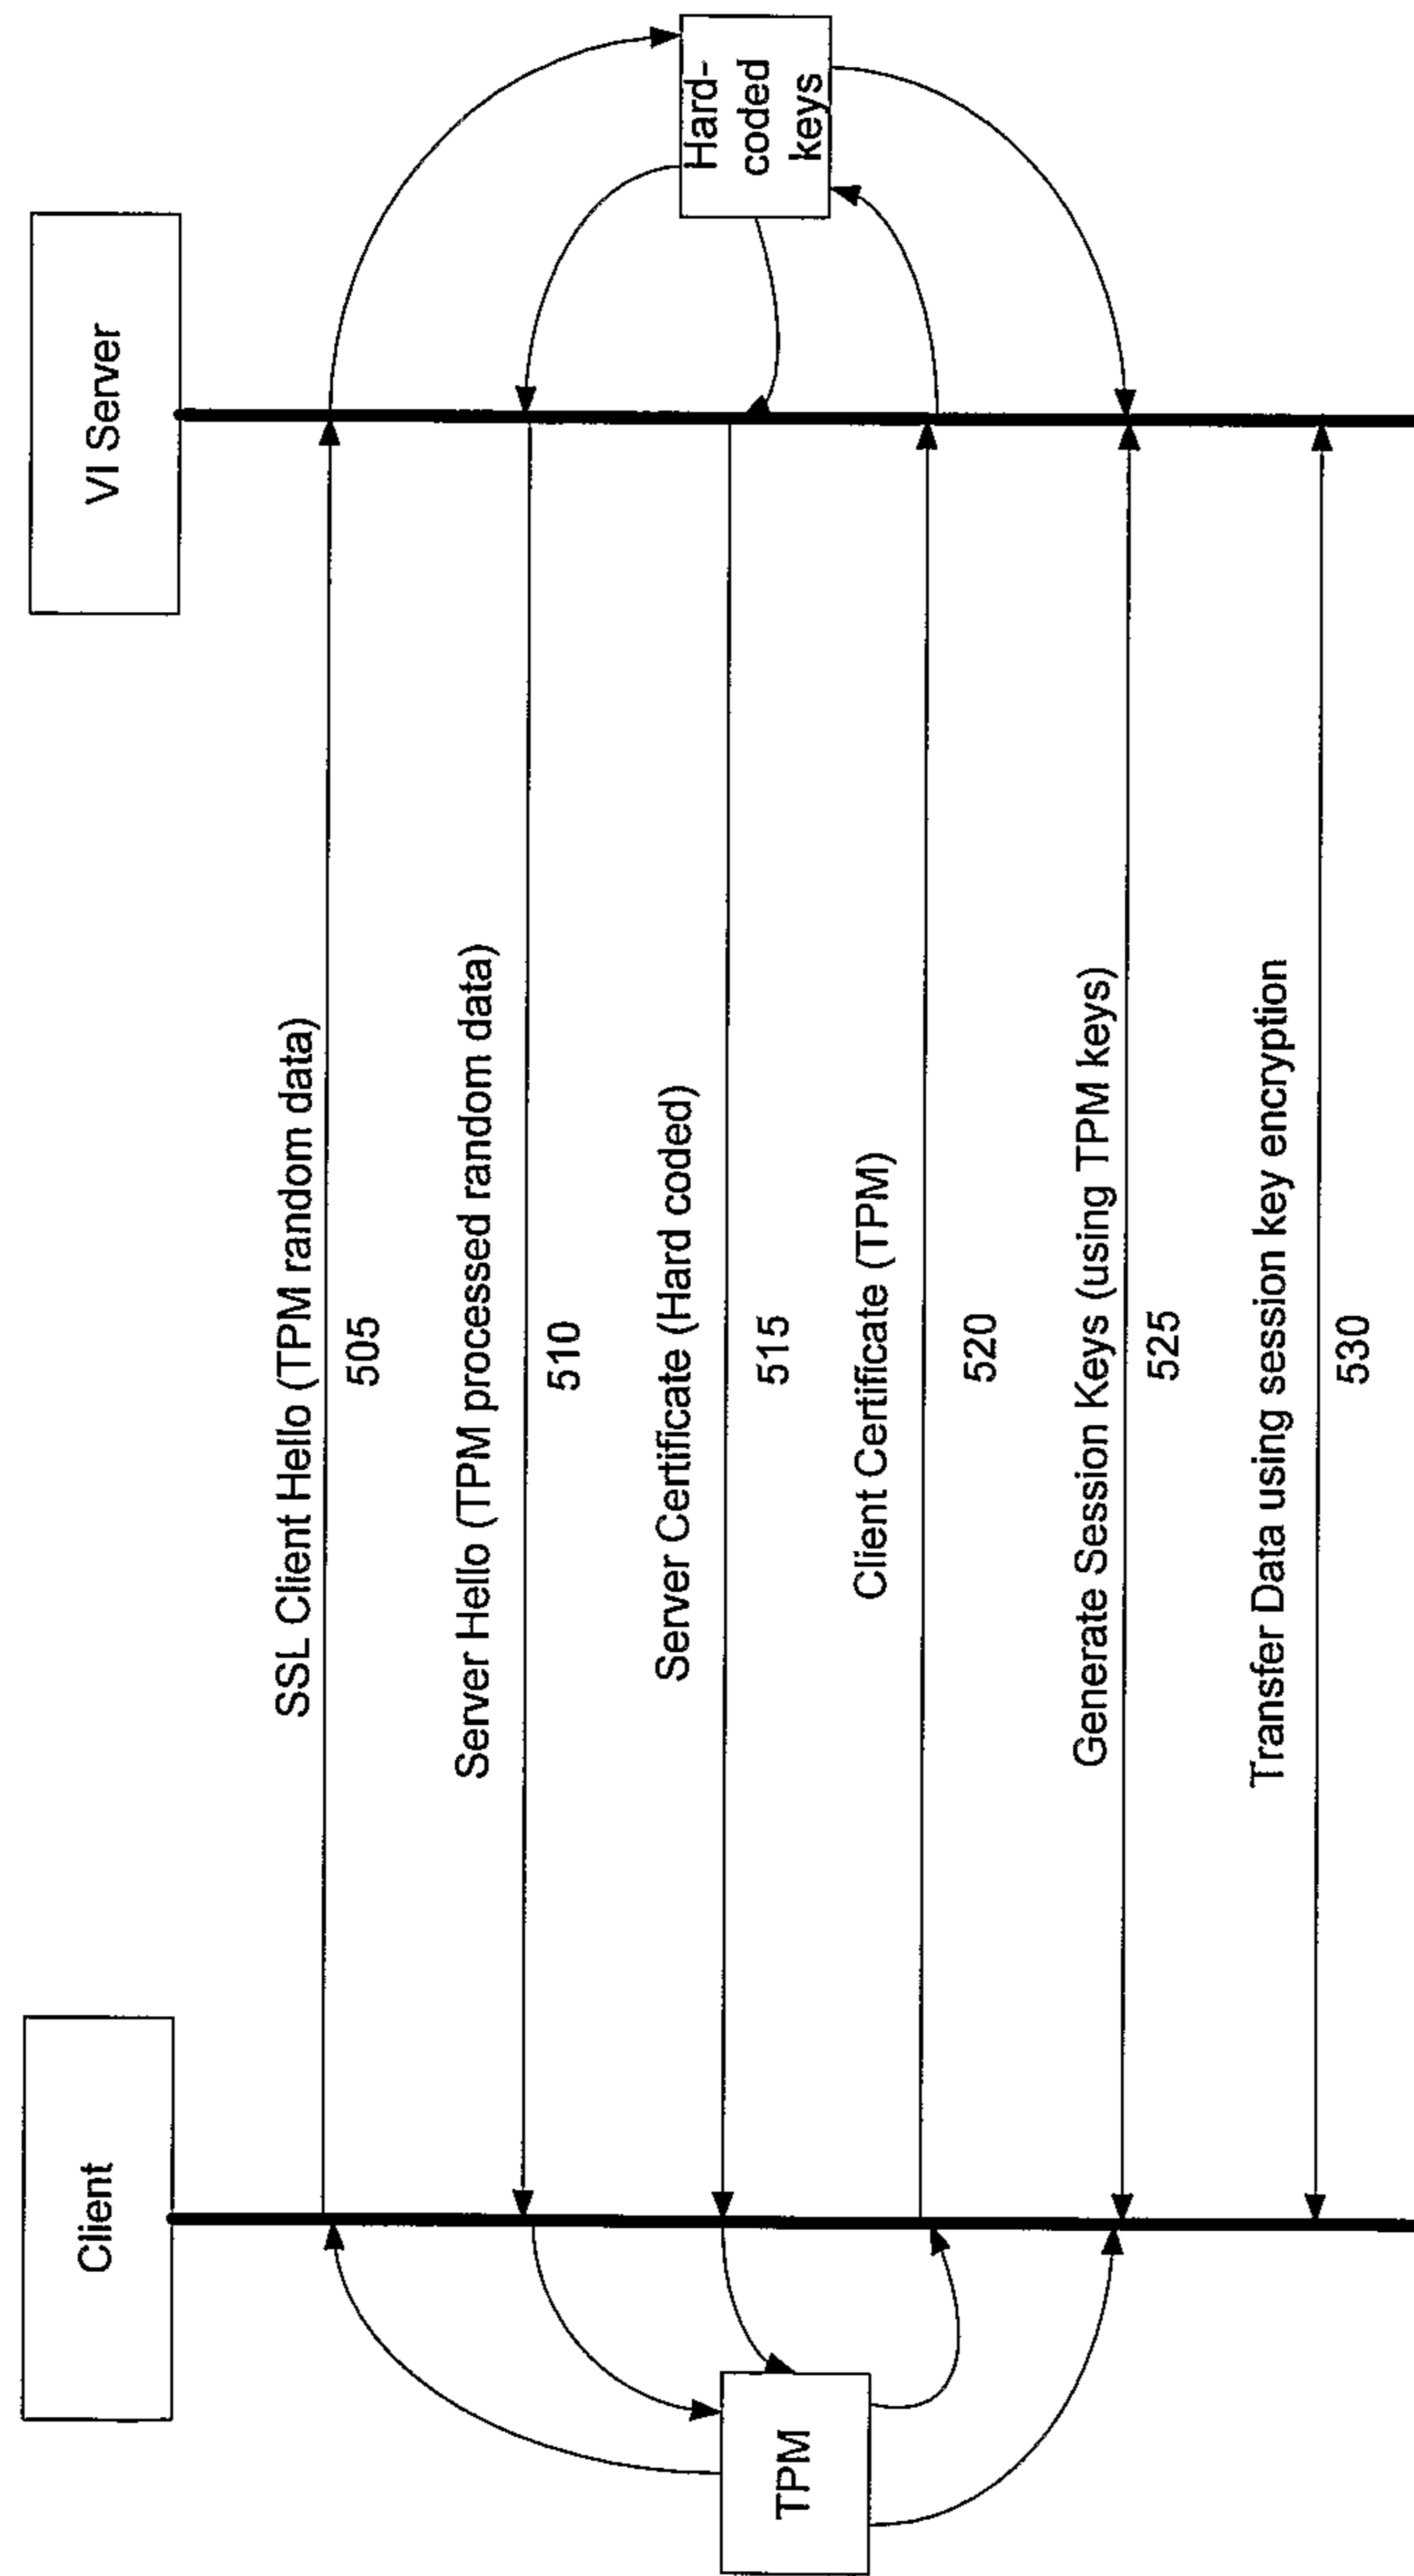 Client
VI Server
SSL Client Hello (TPM random data)
505
Server Hello (TPM processed random data)
510
Server Certificate (Hard coded)
515
Client Certificate (TPM)
520
Generate Session Keys (using TPM keys)
525
Transfer Data using session key encryption
530
TPM
Hard-
coded
keys